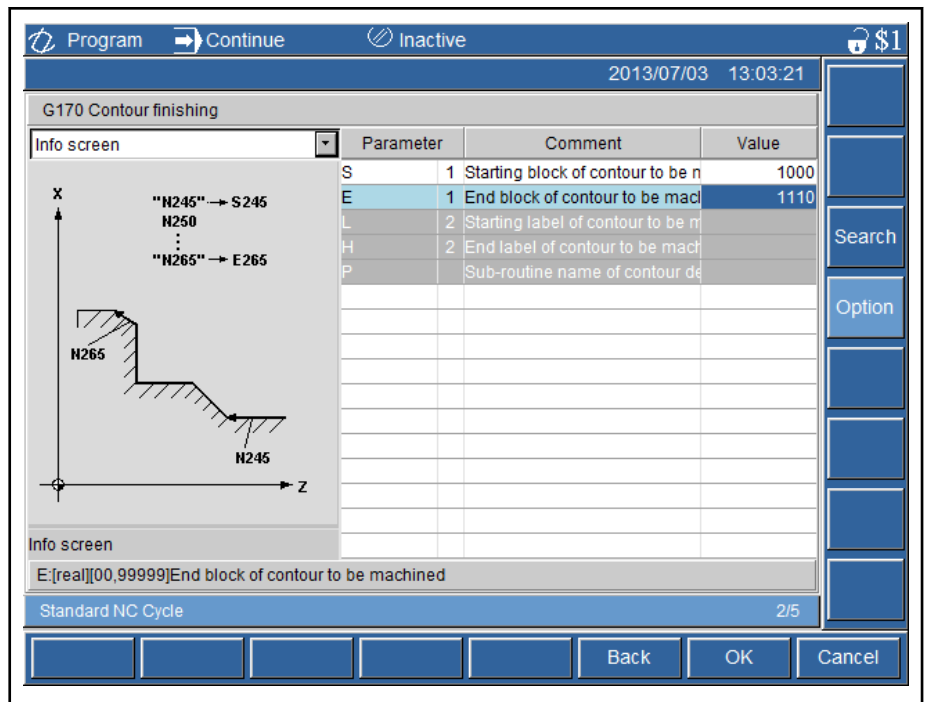 Program Continue Inactive $1
2013/07/03 13:03:21
G170 Contour finishing
Info screen
Parameter Comment Value
S 1 Starting block of contour to be n 1000
E 1 End block of contour to be macl 1110
L 2 Starting label of contour to be m
H 2 End label of contour to be mach
P Sub-routine name of contour de
X
"N245" → S245
N250
:
"N265" → E265
N265
N245
Z
Info screen
E:[real][00,99999]End block of contour to be machined
Standard NC Cycle 2/5
Search
Option
Back OK Cancel